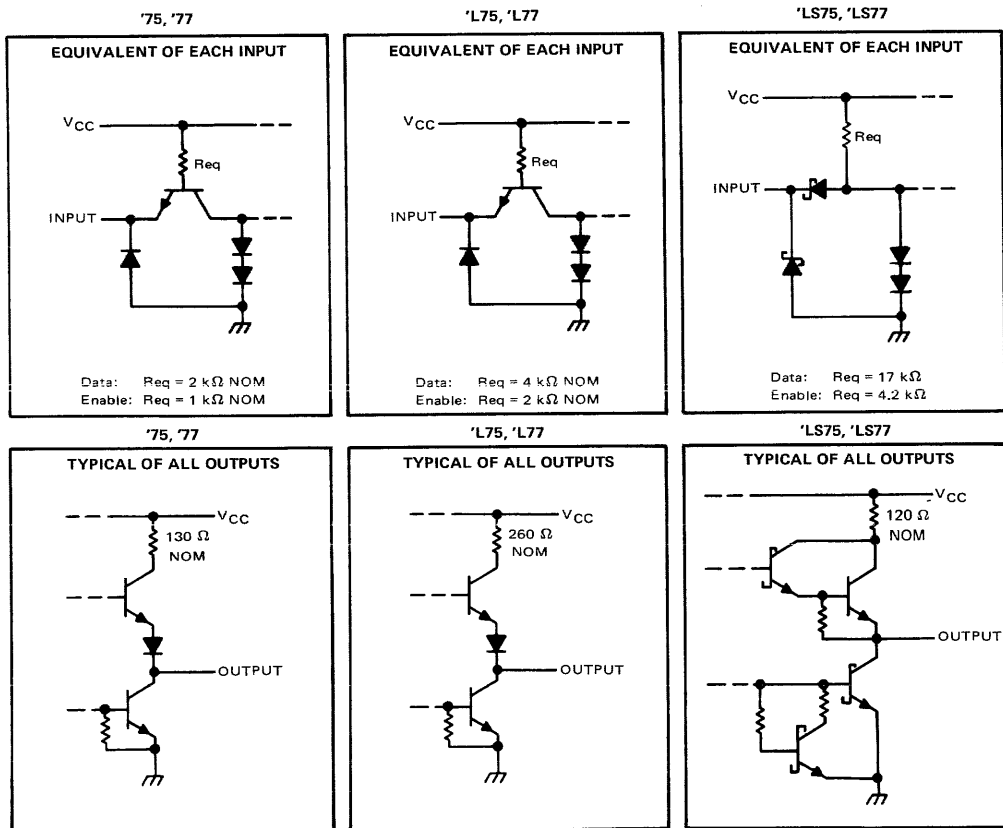 '75, '77
EQUIVALENT OF EACH INPUT
VCC
Req
INPUT
Data: Req = 2 kΩ NOM
Enable: Req = 1 kΩ NOM
'L75, 'L77
EQUIVALENT OF EACH INPUT
VCC
Req
INPUT
Data: Req = 4 kΩ NOM
Enable: Req = 2 kΩ NOM
'LS75, 'LS77
EQUIVALENT OF EACH INPUT
VCC
Req
INPUT
Data: Req = 17 kΩ
Enable: Req = 4.2 kΩ
'75, '77
TYPICAL OF ALL OUTPUTS
VCC
130 Ω
NOM
OUTPUT
'L75, 'L77
TYPICAL OF ALL OUTPUTS
VCC
260 Ω
NOM
OUTPUT
'LS75, 'LS77
TYPICAL OF ALL OUTPUTS
VCC
120 Ω
NOM
OUTPUT